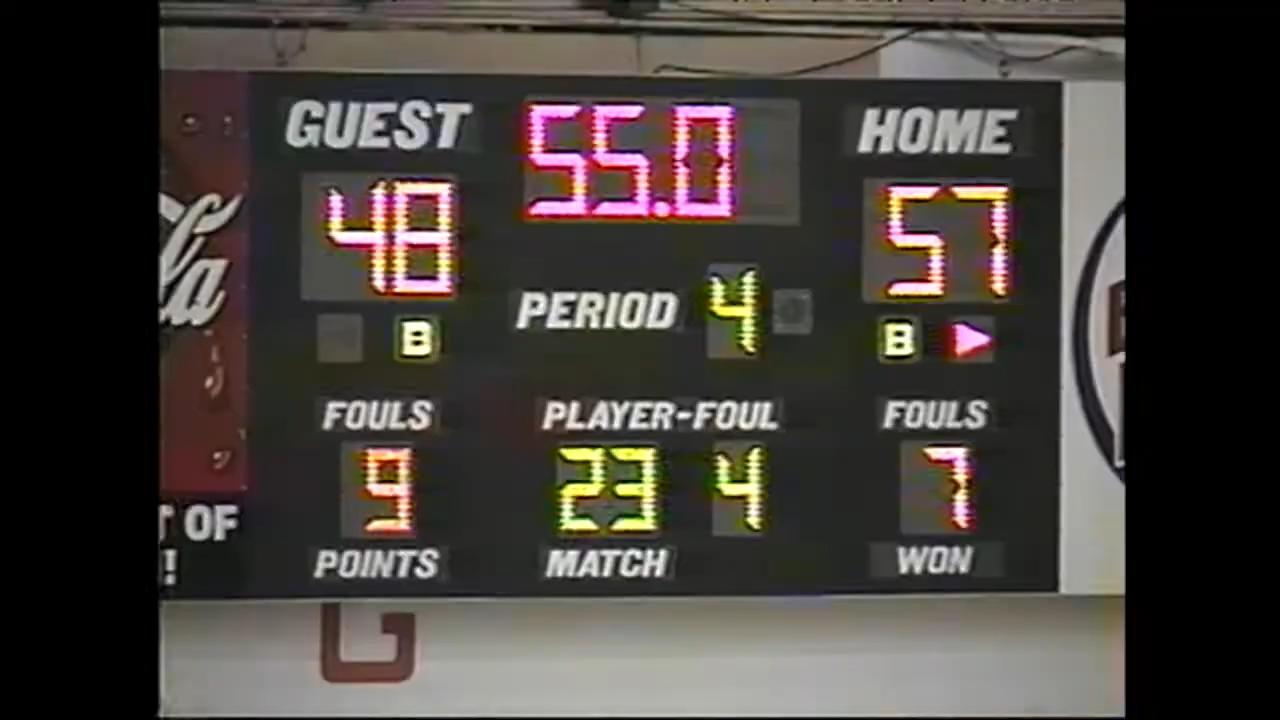 GUEST 55.0 HOME
48 57
PERIOD 4
B B
FOULS PLAYER-FOUL FOULS
9 23 4 7
POINTS MATCH WON
OF
!
G